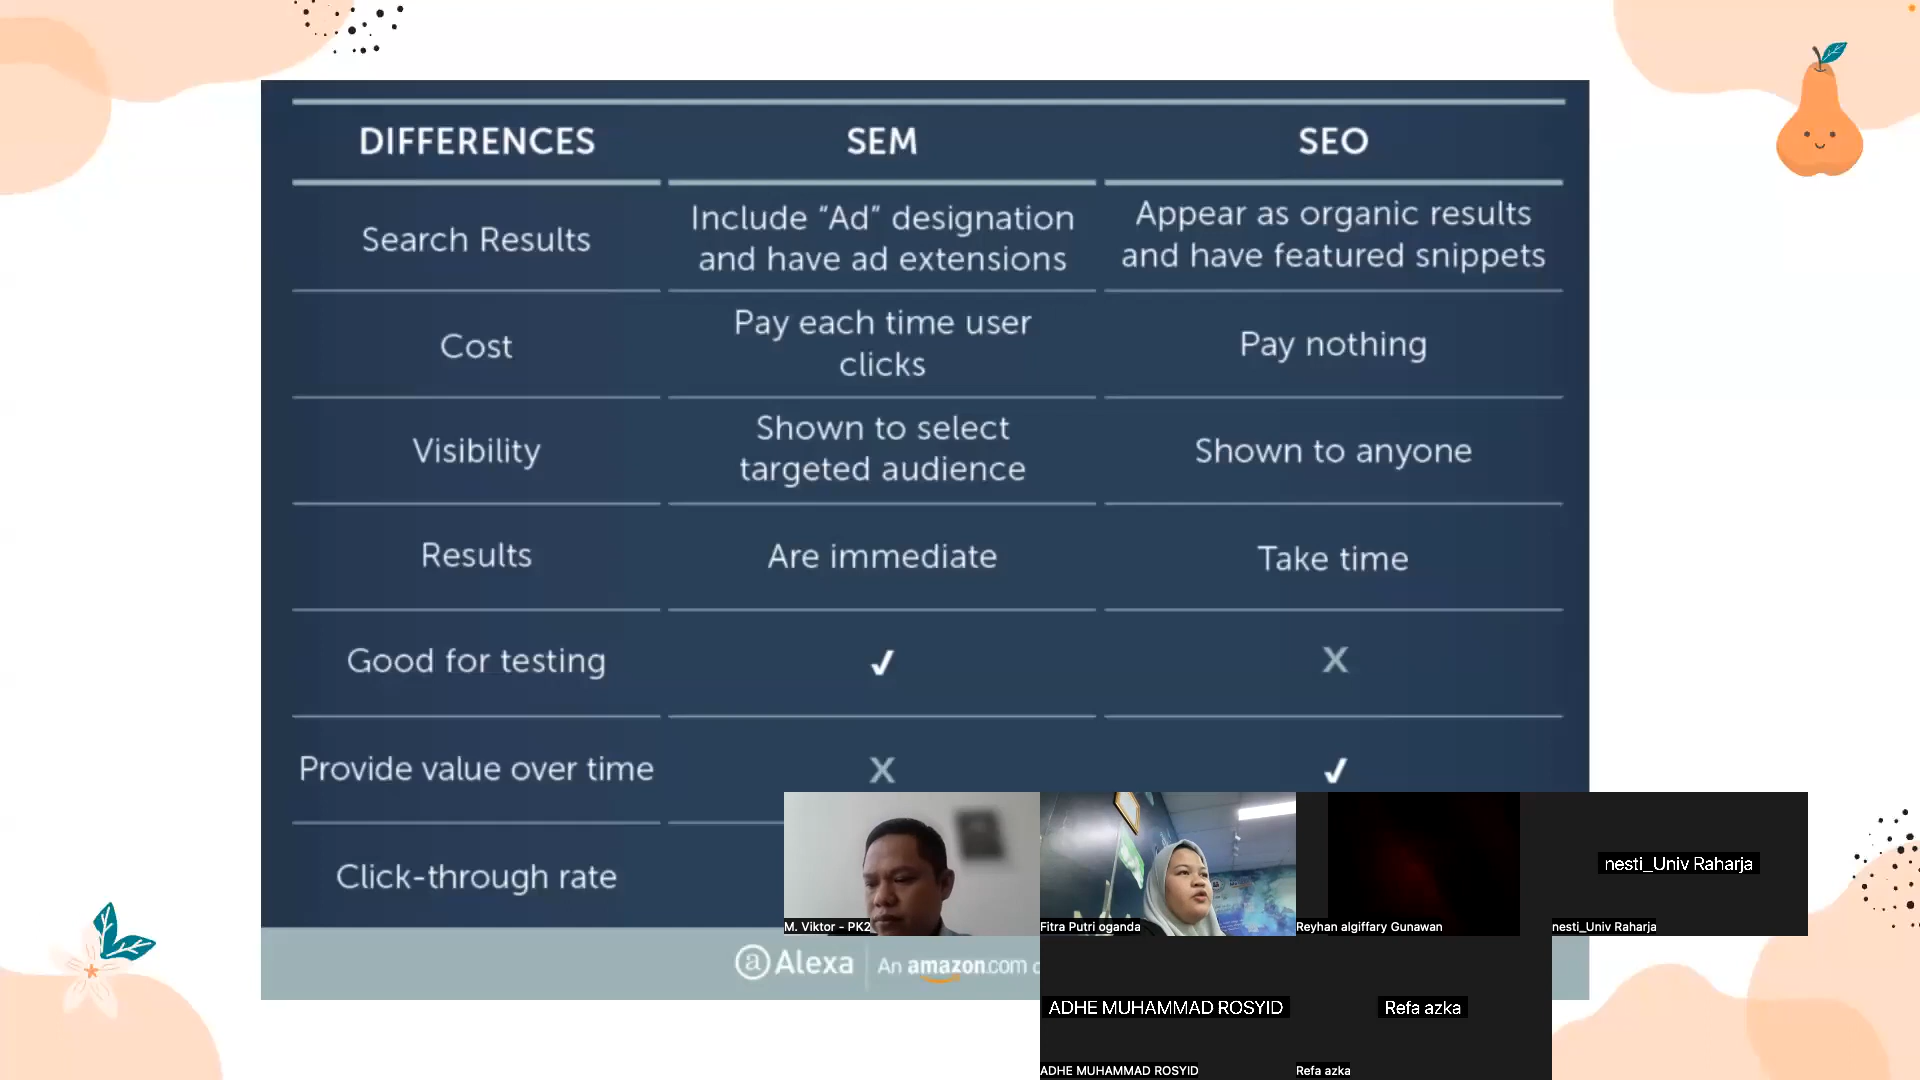 DIFFERENCES
SEM
SEO
Search Results
Include “Ad” designation
and have ad extensions
Appear as organic results
and have featured snippets
Cost
Pay each time user
clicks
Pay nothing
Visibility
Shown to select
targeted audience
Shown to anyone
Results
Are immediate
Take time
Good for testing
✓
X
Provide value over time
X
✓
Click-through rate
Alexa
An amazon.com
M. Viktor - PK2
Fitra Putri oganda
Reyhan algiffary Gunawan
nesti_Univ Raharja
nesti_Univ Raharja
ADHE MUHAMMAD ROSYID
Refa azka
ADHE MUHAMMAD ROSYID
Refa azka